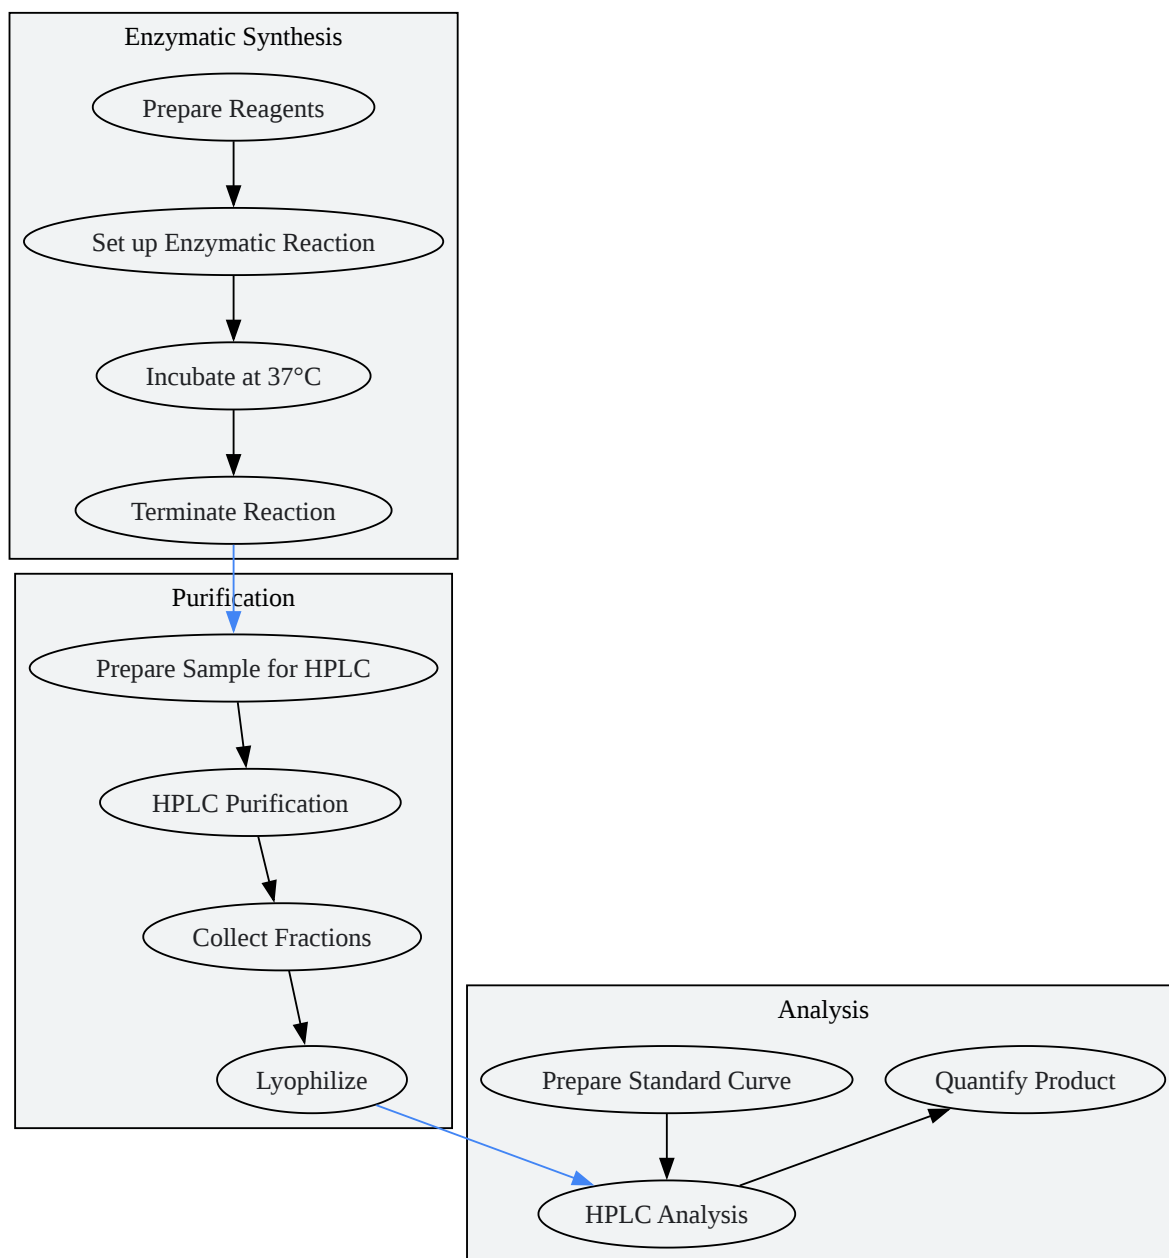 Enzymatic Synthesis
Prepare Reagents
Set up Enzymatic Reaction
Incubate at 37°C
Terminate Reaction
Purification
Prepare Sample for HPLC
HPLC Purification
Collect Fractions
Lyophilize
Analysis
Prepare Standard Curve
Quantify Product
HPLC Analysis